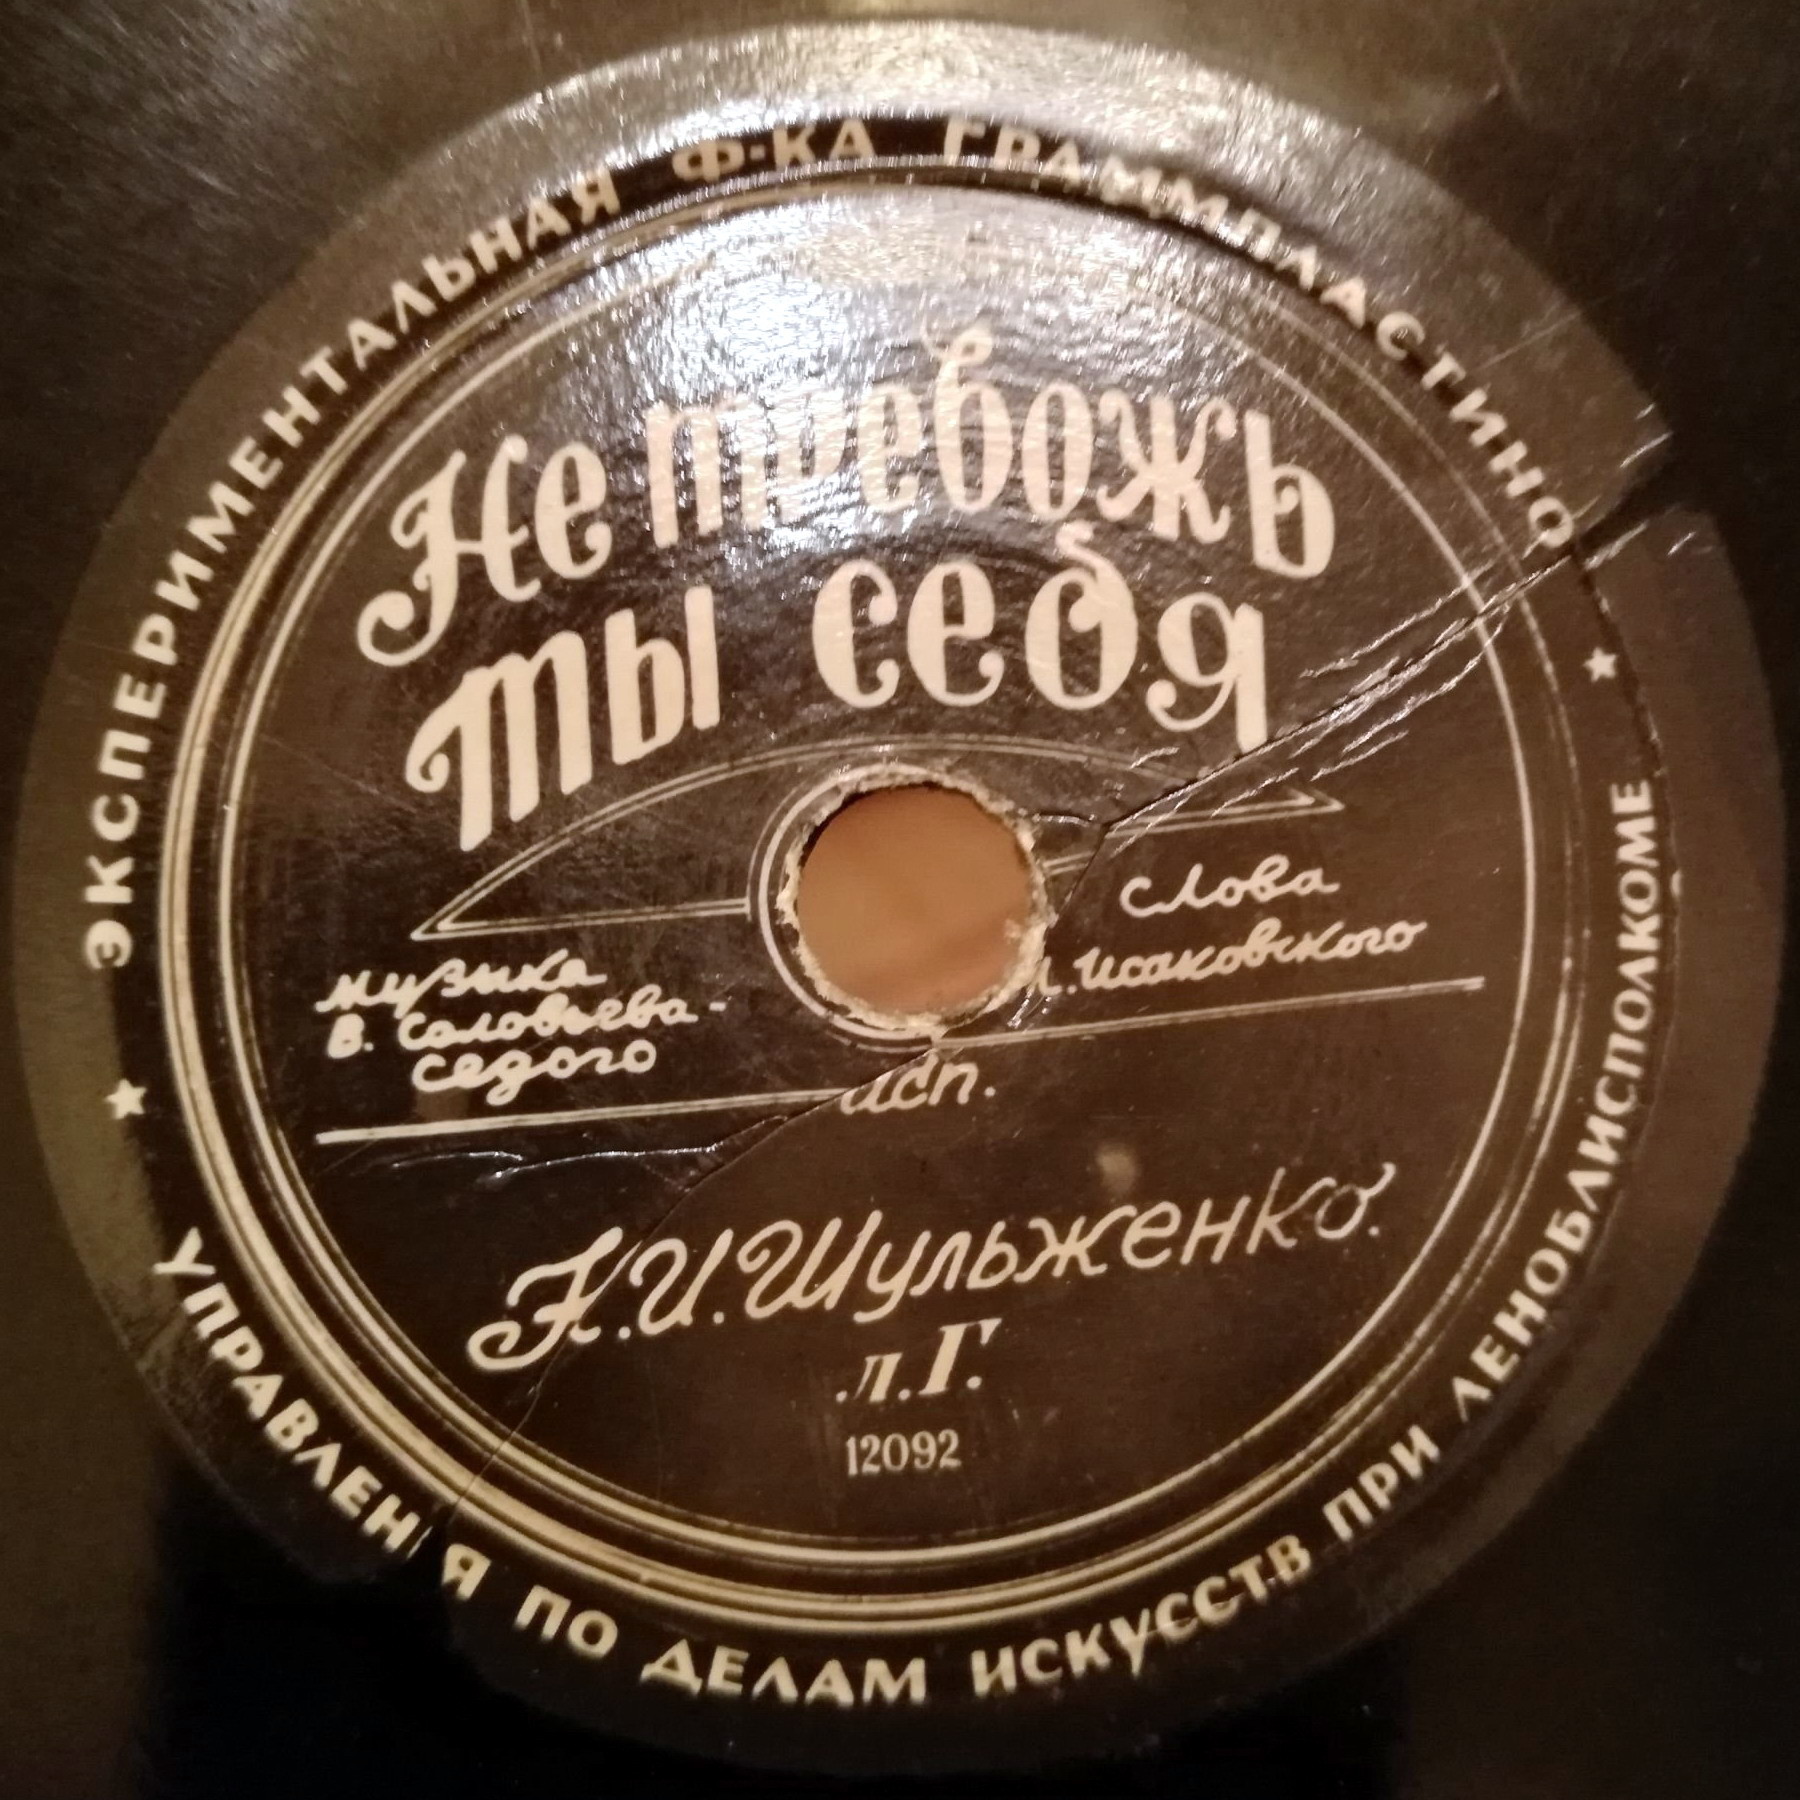 ЭКСПЕРИМЕНТАЛЬНАЯ Ф-КА ГРАММПЛАСТИНО
Не тревожь
ты себя
музыка
В. Соловьева-
седого
слова
М. Исаковского
исп.
К.И. Шульженко.
л.Г.
12092
УПРАВЛЕНИЯ ПО ДЕЛАМ ИСКУССТВ ПРИ ЛЕНОБЛИСПОЛКОМЕ